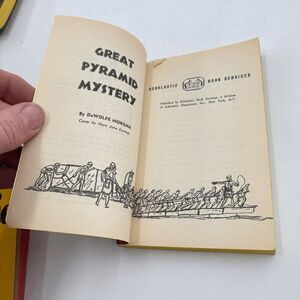 GREAT
PYRAMID
MYSTERY
By DeWOLFE MORGAN
Cover by Mary Jane
SCHOLASTIC BOOK SERVICES
Published by Scholastic Book Services, a division
of Scholastic Magazines, Inc., New York, N.Y.